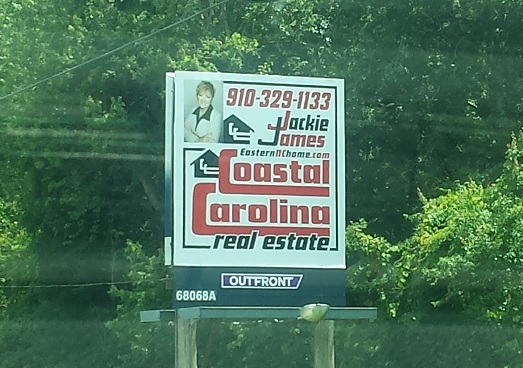 910-329-1133
Jackie
James
EasternNChome.com
Coastal
Carolina
real estate
OUTFRONT
68068A